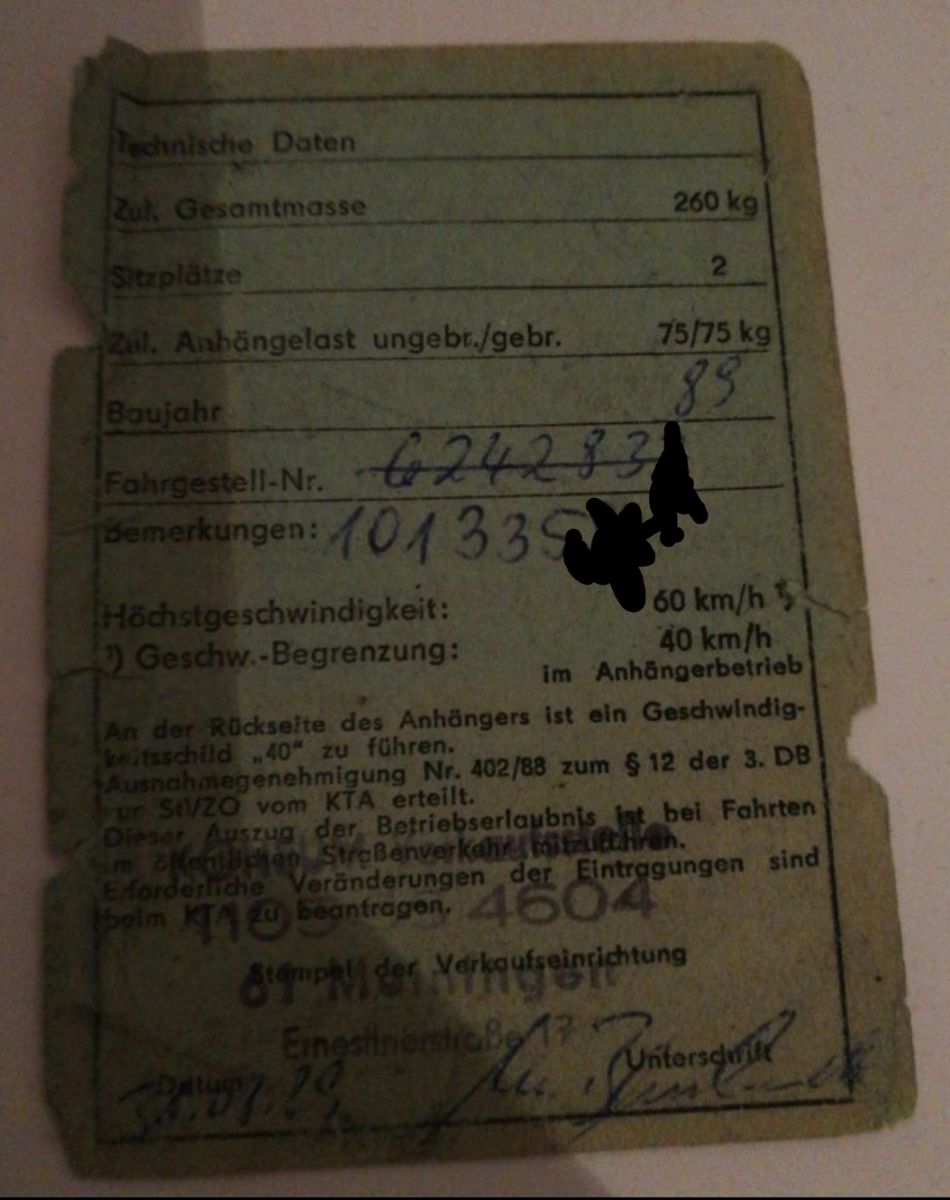 Technische Daten
Zul. Gesamtmasse 260 kg
Sitzplätze 2
Zul. Anhängelast ungebr./gebr. 75/75 kg
Baujahr 89
Fahrgestell-Nr. 6242833
Bemerkungen: 101335
Höchstgeschwindigkeit: 60 km/h
¹) Geschw.-Begrenzung: 40 km/h
im Anhängerbetrieb
An der Rückseite des Anhängers ist ein Geschwindig-
keitsschild „40“ zu führen.
Ausnahmegenehmigung Nr. 402/88 zum § 12 der 3. DB
zur StVZO vom KTA erteilt.
Dieser Auszug der Betriebserlaubnis ist bei Fahrten
im öffentlichen Straßenverkehr mitzuführen.
Erforderliche Veränderungen der Eintragungen sind
beim KTA zu beantragen.
4604
Stempel der Verkaufseinrichtung
61 Meiningen
Ernestinerstraße 17
Unterschrift
Datum